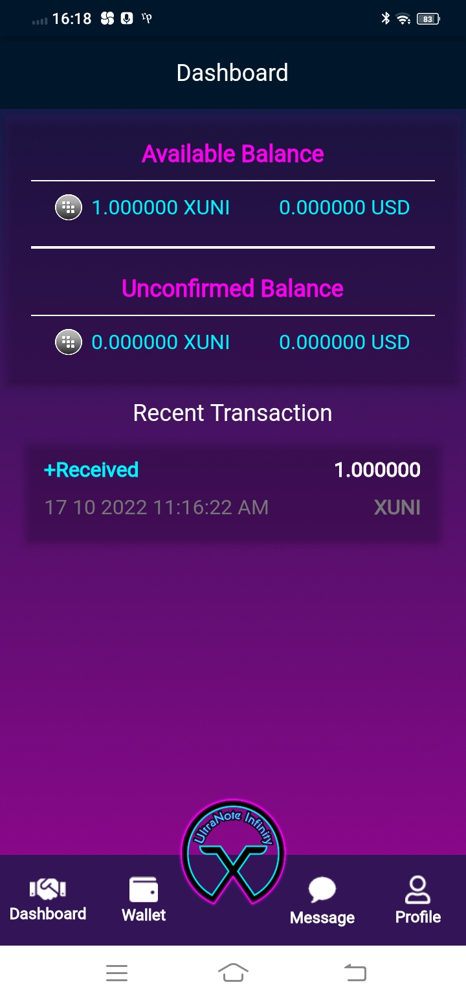 16:18 83
Dashboard
Available Balance
1.000000 XUNI 0.000000 USD
Unconfirmed Balance
0.000000 XUNI 0.000000 USD
Recent Transaction
+Received 1.000000
17 10 2022 11:16:22 AM XUNI
UltraNote Infinity
Dashboard Wallet Message Profile